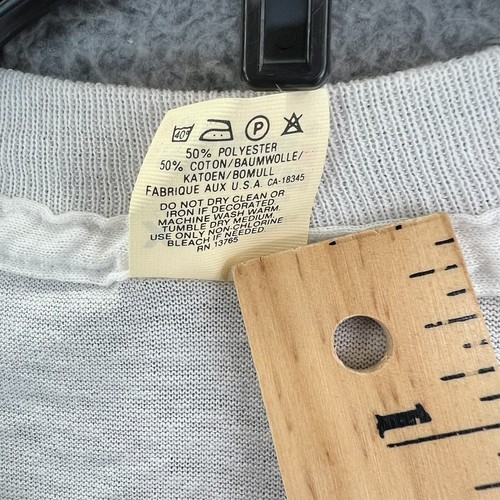 40°
P
50% POLYESTER
50% COTTON/BAUMWOLLE/
KATOEN/BOMULL
FABRIQUE AUX U.S.A. CA-18345
DO NOT DRY CLEAN OR
IRON IF DECORATED.
MACHINE WASH WARM.
TUMBLE DRY MEDIUM.
USE ONLY NON-CHLORINE
BLEACH IF NEEDED.
RN 13765
1